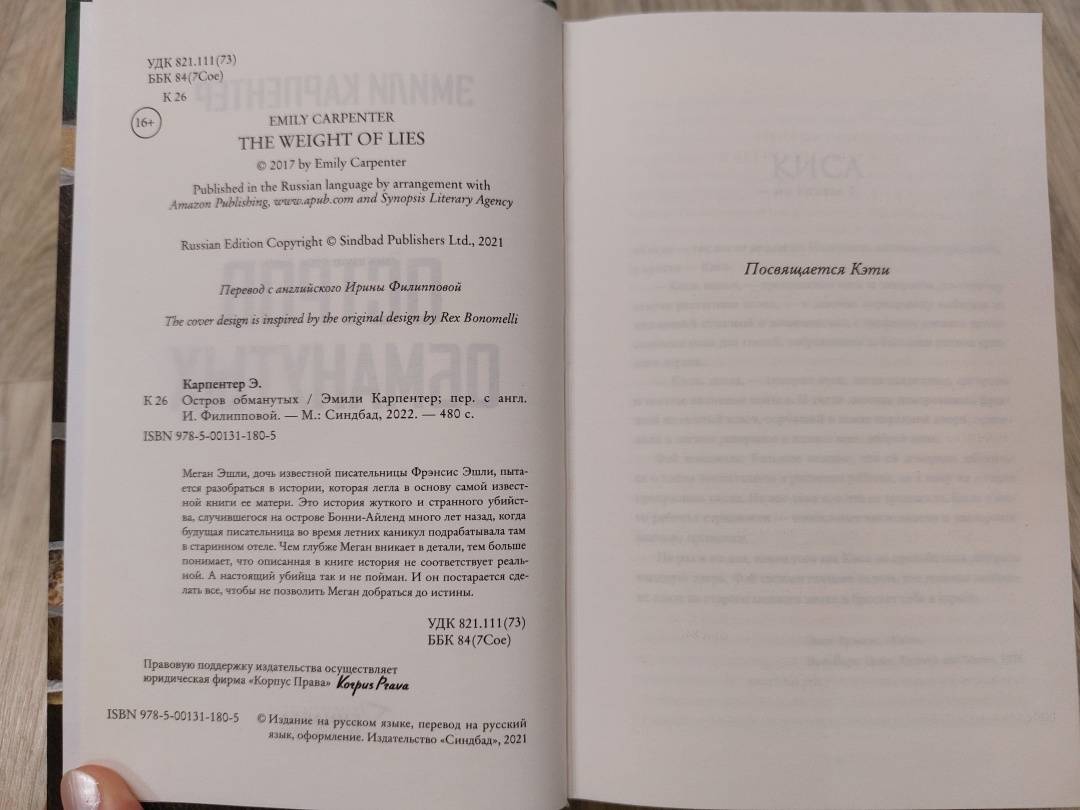 УДК 821.111(73)
ББК 84(7Сое)
К 26
16+
EMILY CARPENTER
THE WEIGHT OF LIES
© 2017 by Emily Carpenter
Published in the Russian language by arrangement with
Amazon Publishing, www.apub.com and Synopsis Literary Agency
Russian Edition Copyright © Sindbad Publishers Ltd., 2021
Перевод с английского Ирины Филипповой
The cover design is inspired by the original design by Rex Bonomelli
Карпентер Э.
К 26 Остров обманутых / Эмили Карпентер; пер. с англ.
И. Филипповой. — М.: Синдбад, 2022. — 480 с.
ISBN 978-5-00131-180-5
Меган Эшли, дочь известной писательницы Фрэнсис Эшли, пыта-
ется разобраться в истории, которая легла в основу самой извест-
ной книги ее матери. Это история жуткого и странного убийст-
ва, случившегося на острове Бонни-Айленд много лет назад, когда
будущая писательница во время летних каникул подрабатывала там
в старинном отеле. Чем глубже Меган вникает в детали, тем больше
понимает, что описанная в книге история не соответствует реаль-
ной. А настоящий убийца так и не пойман. И он постарается сде-
лать все, чтобы не позволить Меган добраться до истины.
УДК 821.111(73)
ББК 84(7Сое)
Правовую поддержку издательства осуществляет
юридическая фирма «Корпус Права» Korpus Prava
ISBN 978-5-00131-180-5 © Издание на русском языке, перевод на русский
язык, оформление. Издательство «Синдбад», 2021
Посвящается Кэти